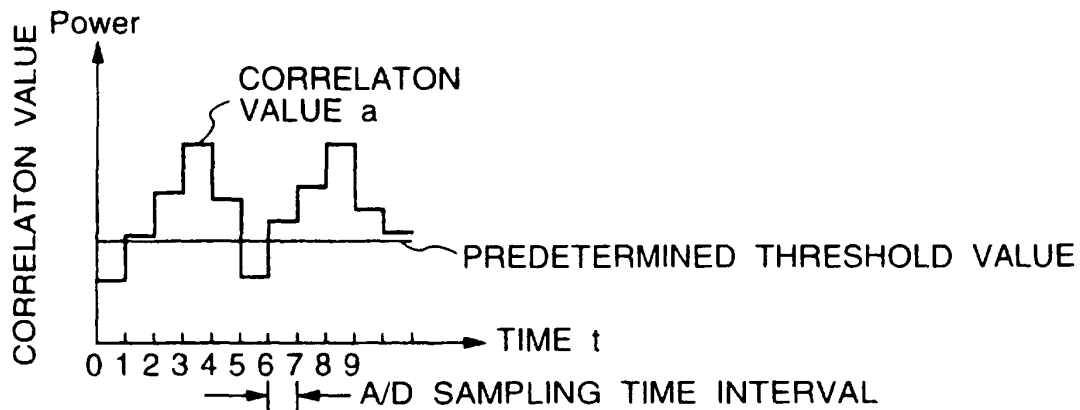 Power
CORRELATON VALUE
CORRELATON
VALUE a
PREDETERMINED THRESHOLD VALUE
TIME t
0 1 2 3 4 5 6 7 8 9
A/D SAMPLING TIME INTERVAL